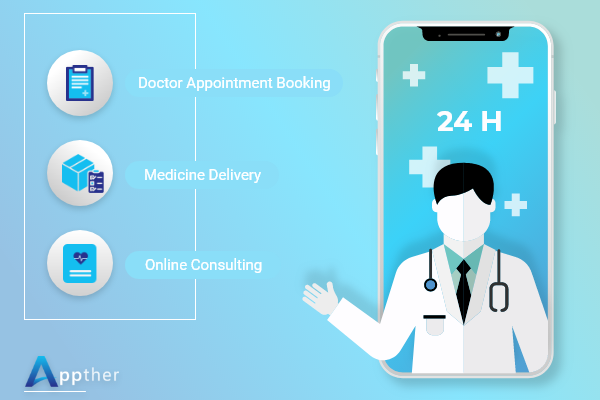 Doctor Appointment Booking
24 H
Medicine Delivery
Online Consulting
Appther